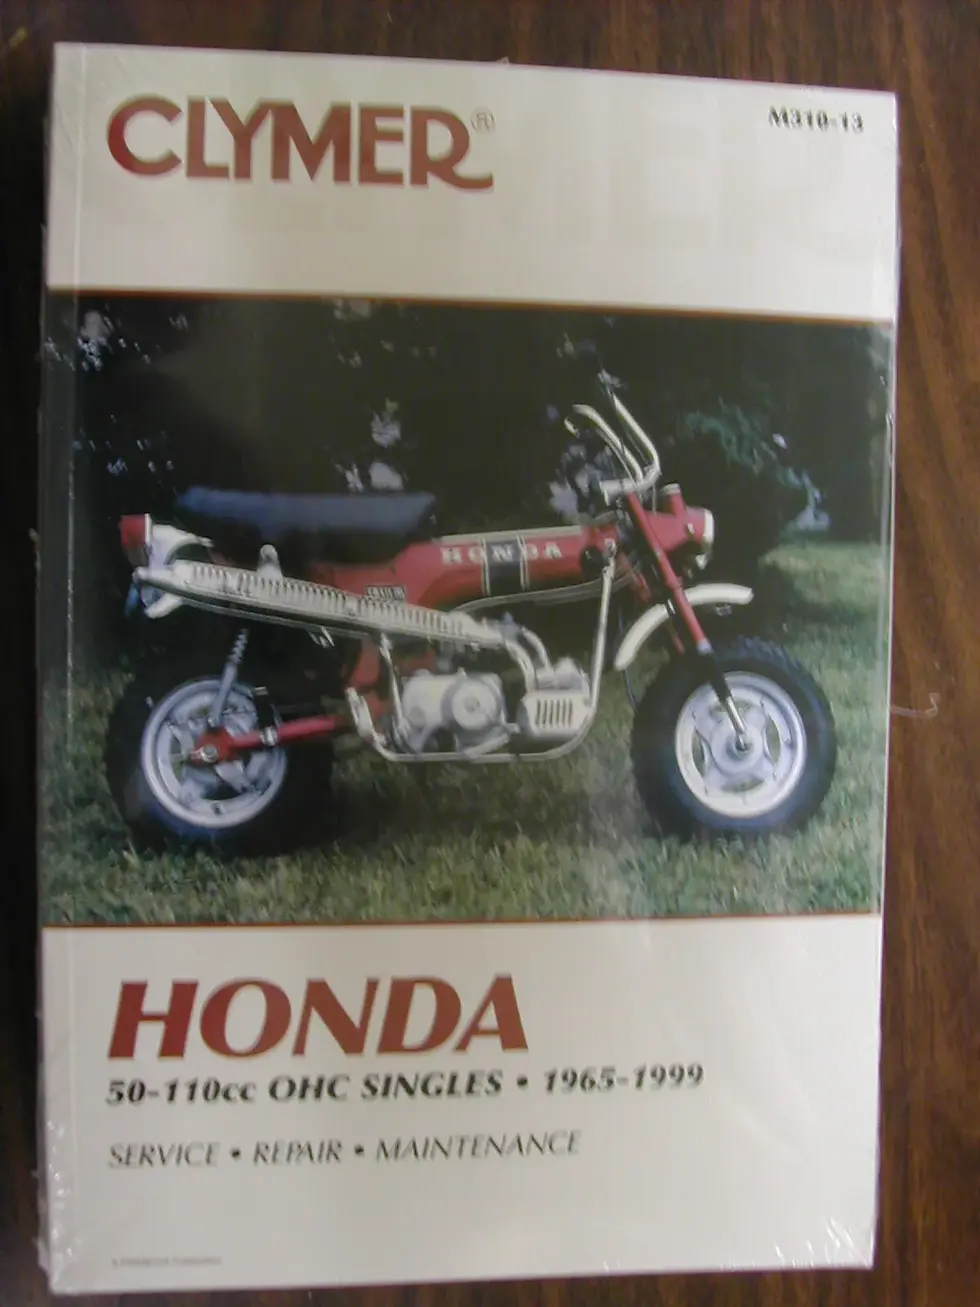 CLYMER®
M310-13
HONDA
HONDA
50-110cc OHC SINGLES • 1965-1999
SERVICE • REPAIR • MAINTENANCE